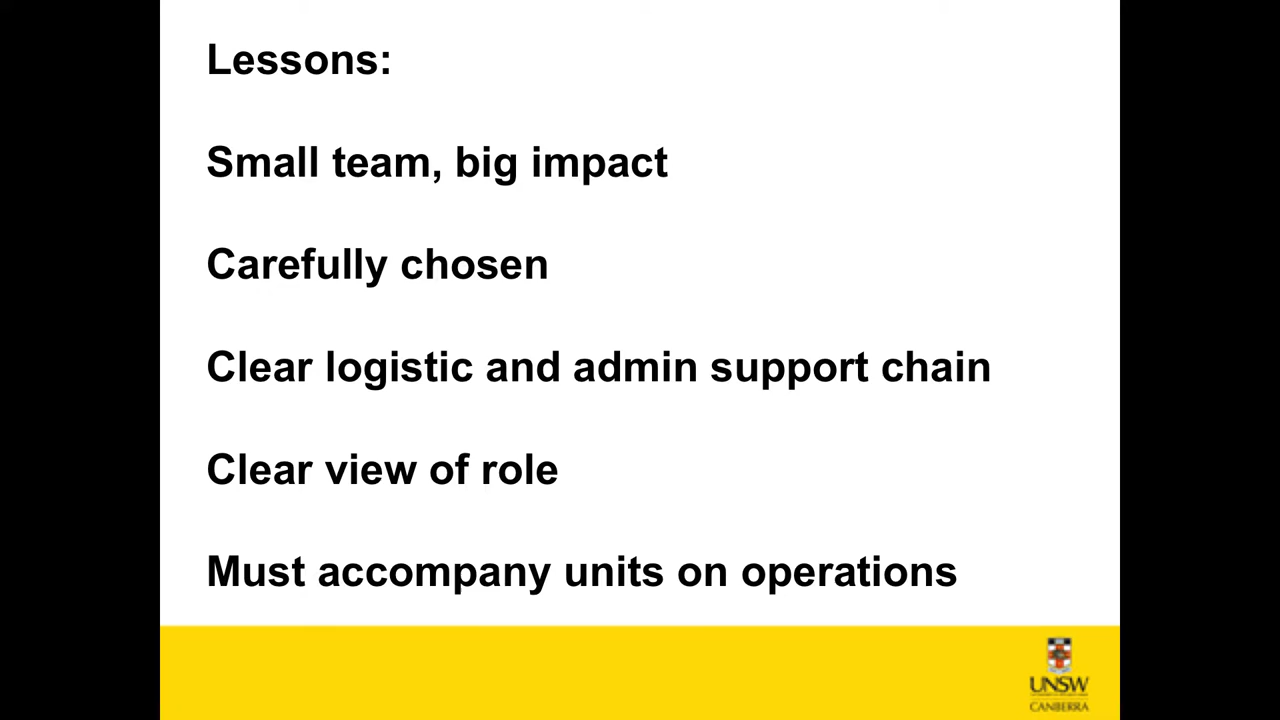 Lessons:
Small team, big impact
Carefully chosen
Clear logistic and admin support chain
Clear view of role
Must accompany units on operations
UNSW
CANBERRA